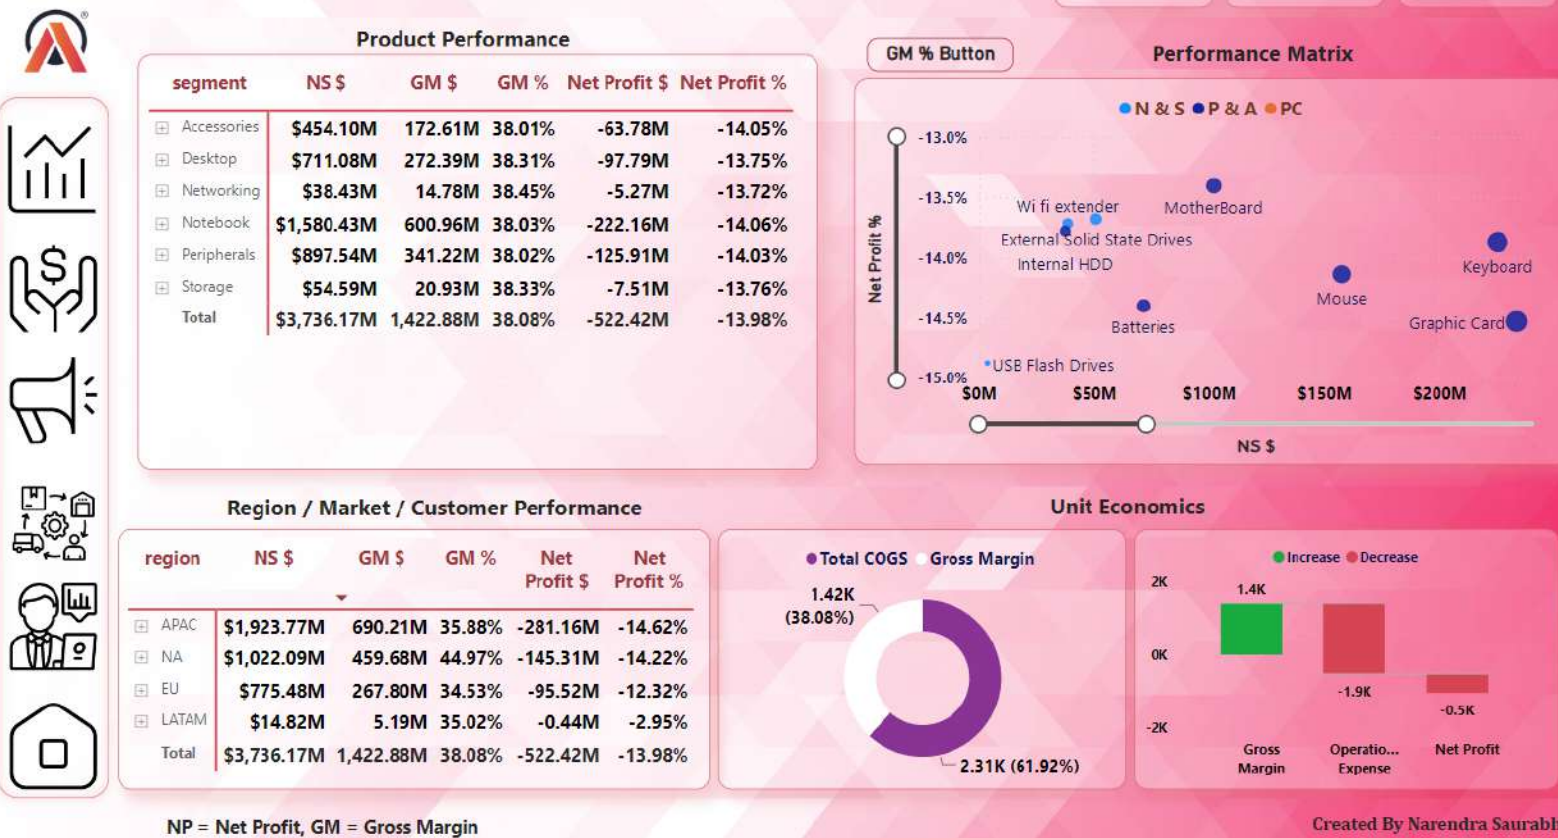 Product Performance
segment NS $ GM $ GM % Net Profit $ Net Profit %
Accessories $454.10M 172.61M 38.01% -63.78M -14.05%
Desktop $711.08M 272.39M 38.31% -97.79M -13.75%
Networking $38.43M 14.78M 38.45% -5.27M -13.72%
Notebook $1,580.43M 600.96M 38.03% -222.16M -14.06%
Peripherals $897.54M 341.22M 38.02% -125.91M -14.03%
Storage $54.59M 20.93M 38.33% -7.51M -13.76%
Total $3,736.17M 1,422.88M 38.08% -522.42M -13.98%
GM % Button
Performance Matrix
N & S P & A PC
Net Profit %
-13.0%
-13.5%
-14.0%
-14.5%
-15.0%
Wi fi extender
MotherBoard
External Solid State Drives
Internal HDD
Keyboard
Mouse
Batteries
Graphic Card
USB Flash Drives
$0M $50M $100M $150M $200M
NS $
Region / Market / Customer Performance
region NS $ GM $ GM % Net Profit $ Net Profit %
APAC $1,923.77M 690.21M 35.88% -281.16M -14.62%
NA $1,022.09M 459.68M 44.97% -145.31M -14.22%
EU $775.48M 267.80M 34.53% -95.52M -12.32%
LATAM $14.82M 5.19M 35.02% -0.44M -2.95%
Total $3,736.17M 1,422.88M 38.08% -522.42M -13.98%
Unit Economics
Total COGS Gross Margin
1.42K
(38.08%)
2.31K (61.92%)
Increase Decrease
2K
0K
-2K
1.4K
-1.9K
-0.5K
Gross Margin
Operatio... Expense
Net Profit
NP = Net Profit, GM = Gross Margin
Created By Narendra Saurabh